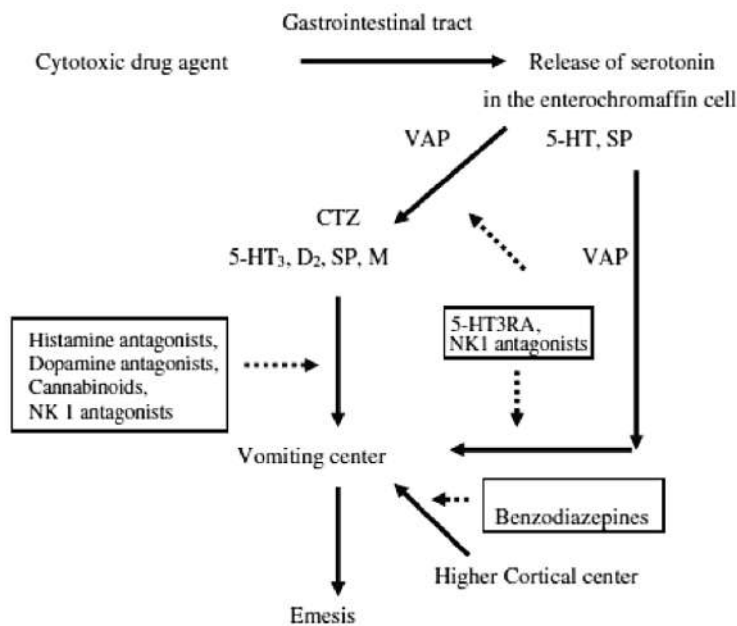 Gastrointestinal tract
Cytotoxic drug agent
Release of serotonin
in the enterochromaffin cell
VAP
5-HT, SP
CTZ
5-HT₃, D₂, SP, M
VAP
Histamine antagonists,
Dopamine antagonists,
Cannabinoids,
NK 1 antagonists
5-HT3RA,
NK1 antagonists
Vomiting center
Benzodiazepines
Higher Cortical center
Emesis